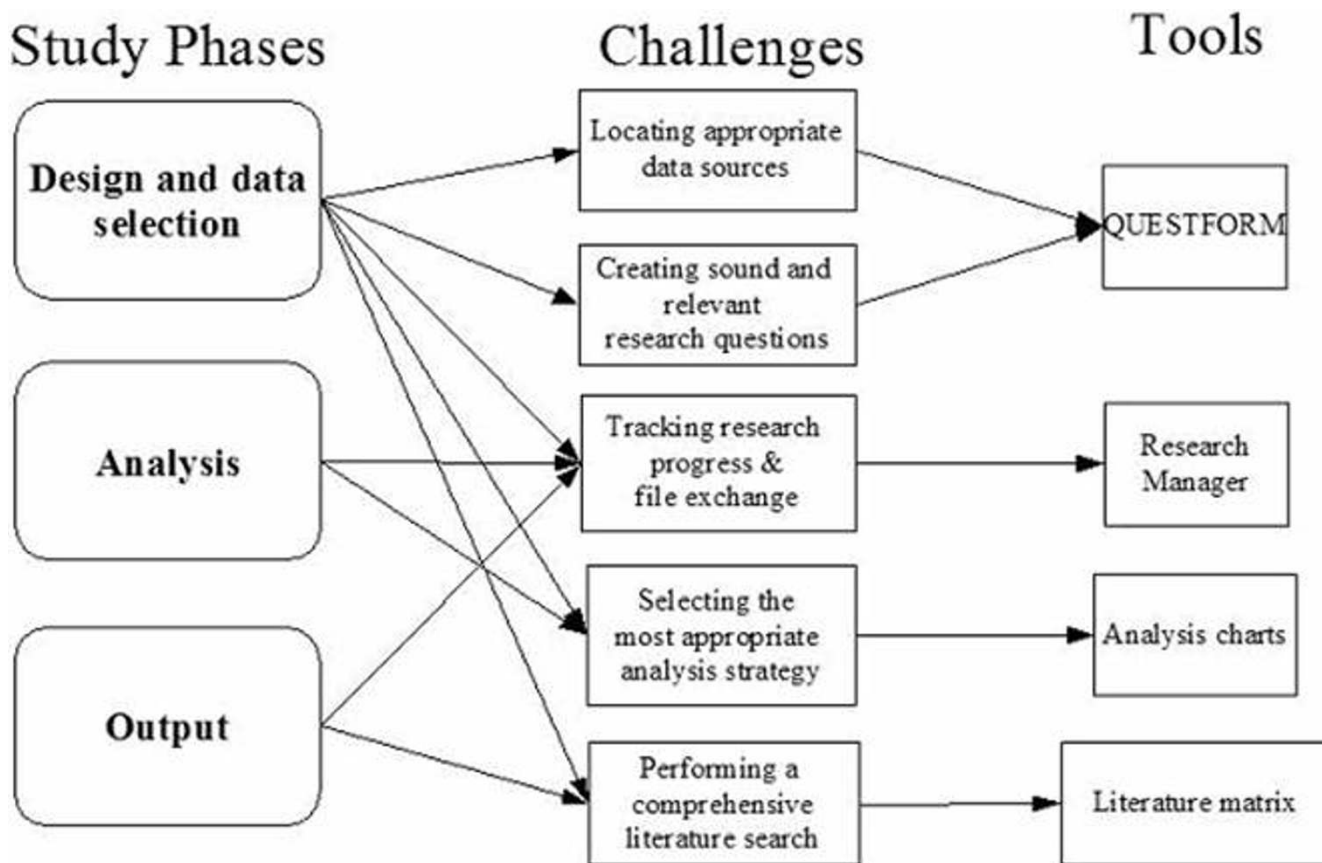 Study Phases
Challenges
Tools
Design and data
selection
Analysis
Output
Locating appropriate
data sources
Creating sound and
relevant
research questions
Tracking research
progress &
file exchange
Selecting the
most appropriate
analysis strategy
Performing a
comprehensive
literature search
QUESTFORM
Research
Manager
Analysis charts
Literature matrix